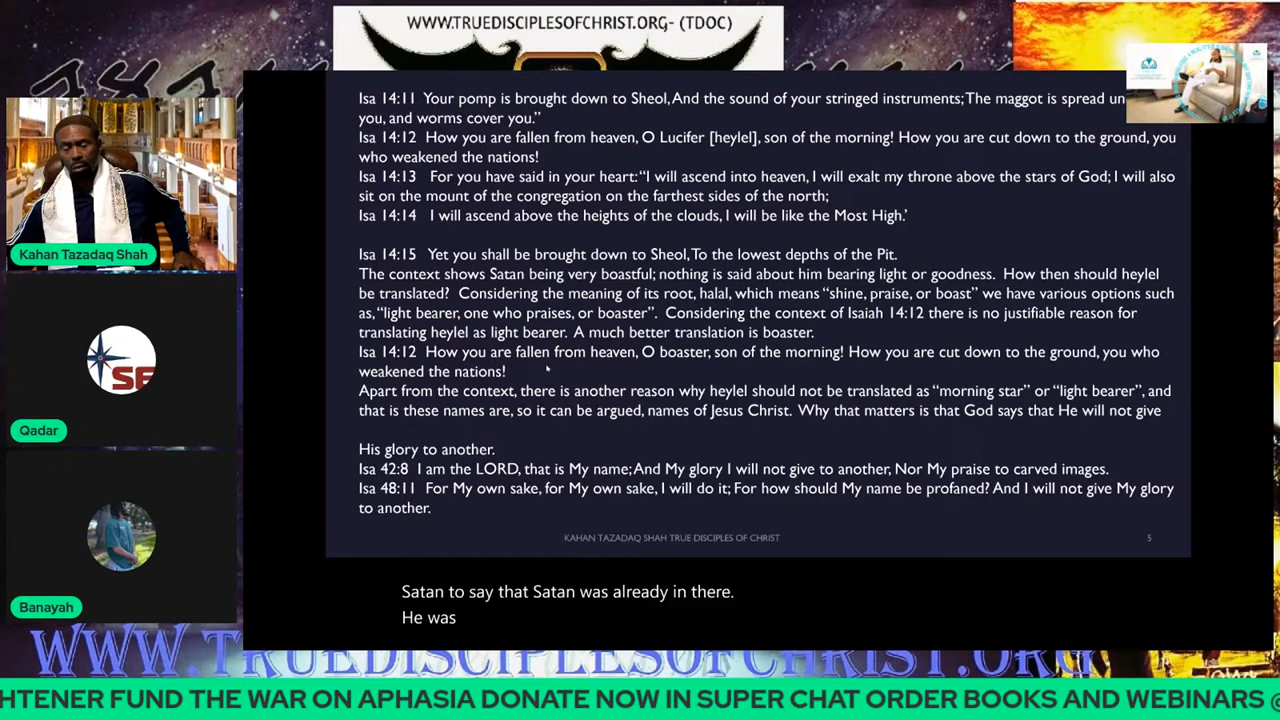 WWW.TRUEDISCIPLESOFCHRIST.ORG- (TDOC)
Isa 14:11 Your pomp is brought down to Sheol, And the sound of your stringed instruments; The maggot is spread un
you, and worms cover you.”
Isa 14:12 How you are fallen from heaven, O Lucifer [heylel], son of the morning! How you are cut down to the ground, you
who weakened the nations!
Isa 14:13 For you have said in your heart: “I will ascend into heaven, I will exalt my throne above the stars of God; I will also
sit on the mount of the congregation on the farthest sides of the north;
Isa 14:14 I will ascend above the heights of the clouds, I will be like the Most High.’
Isa 14:15 Yet you shall be brought down to Sheol, To the lowest depths of the Pit.
The context shows Satan being very boastful; nothing is said about him bearing light or goodness. How then should heylel
be translated? Considering the meaning of its root, halal, which means “shine, praise, or boast” we have various options such
as, “light bearer, one who praises, or boaster”. Considering the context of Isaiah 14:12 there is no justifiable reason for
translating heylel as light bearer. A much better translation is boaster.
Isa 14:12 How you are fallen from heaven, O boaster, son of the morning! How you are cut down to the ground, you who
weakened the nations!
Apart from the context, there is another reason why heylel should not be translated as “morning star” or “light bearer”, and
that is these names are, so it can be argued, names of Jesus Christ. Why that matters is that God says that He will not give
His glory to another.
Isa 42:8 I am the LORD, that is My name; And My glory I will not give to another, Nor My praise to carved images.
Isa 48:11 For My own sake, for My own sake, I will do it; For how should My name be profaned? And I will not give My glory
to another.
KAHAN TAZADAQ SHAH TRUE DISCIPLES OF CHRIST 5
Kahan Tazadaq Shah
SE
Qadar
Banayah
Satan to say that Satan was already in there.
He was
WWW.TRUEDISCIPLESOFCHRIST.ORG
HTENER FUND THE WAR ON APHASIA DONATE NOW IN SUPER CHAT ORDER BOOKS AND WEBINARS @